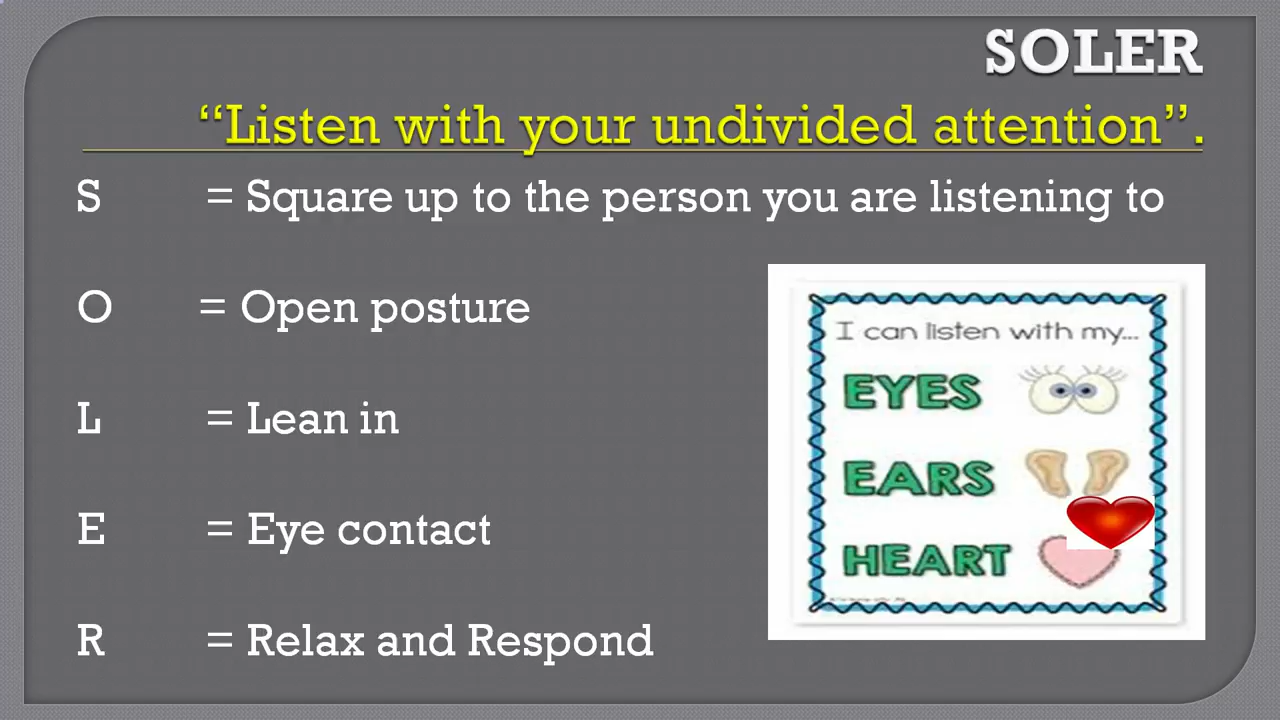 SOLER
“Listen with your undivided attention”.
S = Square up to the person you are listening to
O = Open posture
L = Lean in
E = Eye contact
R = Relax and Respond
I can listen with my...
EYES
EARS
HEART